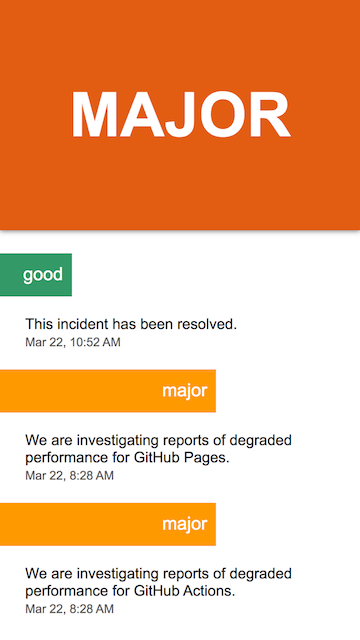 MAJOR
good
This incident has been resolved.
Mar 22, 10:52 AM
major
We are investigating reports of degraded
performance for GitHub Pages.
Mar 22, 8:28 AM
major
We are investigating reports of degraded
performance for GitHub Actions.
Mar 22, 8:28 AM